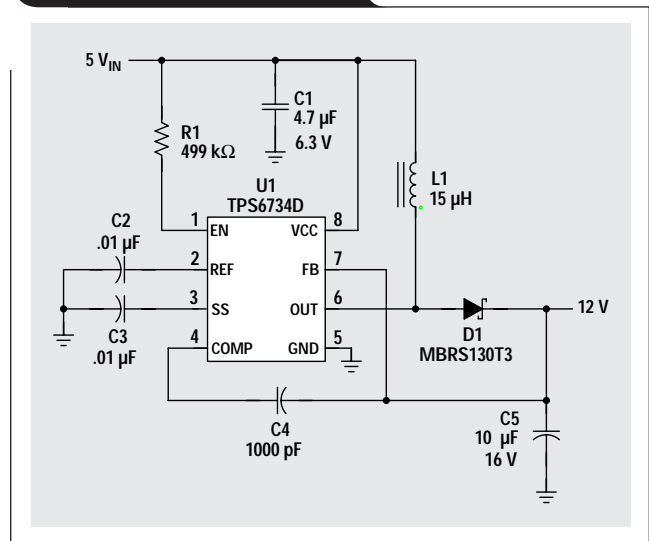 5 V_IN
C1
4.7 µF
6.3 V
R1
499 kΩ
L1
15 µH
U1
TPS6734D
C2
.01 µF
1
EN
VCC
8
2
REF
FB
7
3
SS
OUT
6
12 V
C3
.01 µF
4
COMP
GND
5
D1
MBRS130T3
C4
1000 pF
C5
10 µF
16 V